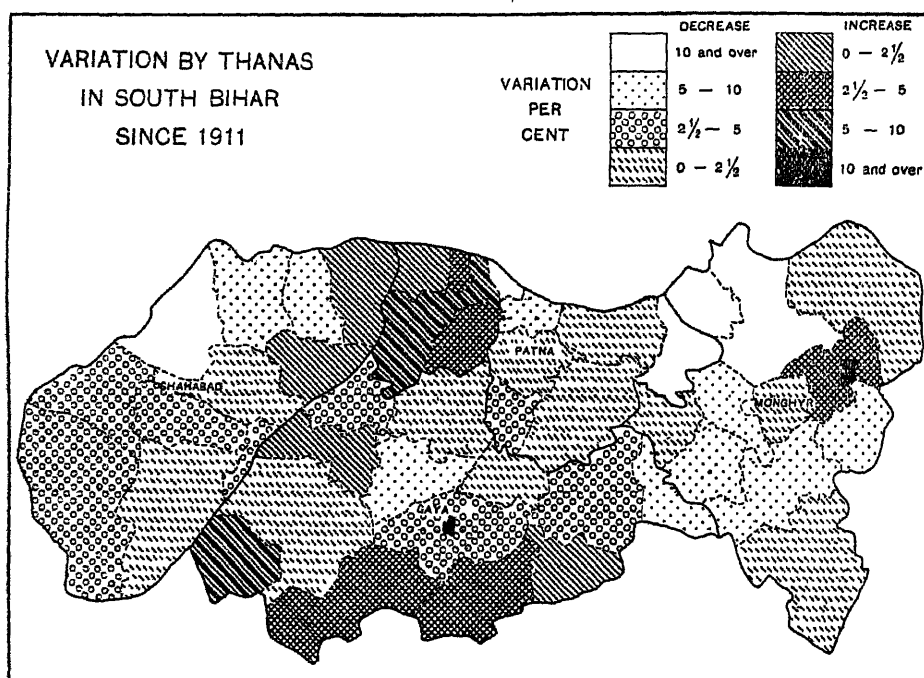 VARIATION BY THANAS
IN SOUTH BIHAR
SINCE 1911
VARIATION
PER
CENT
DECREASE
10 and over
5 – 10
2½ – 5
0 – 2½
INCREASE
0 – 2½
2½ – 5
5 – 10
10 and over
SHAHABAD
PATNA
MONGHYR
GAYA